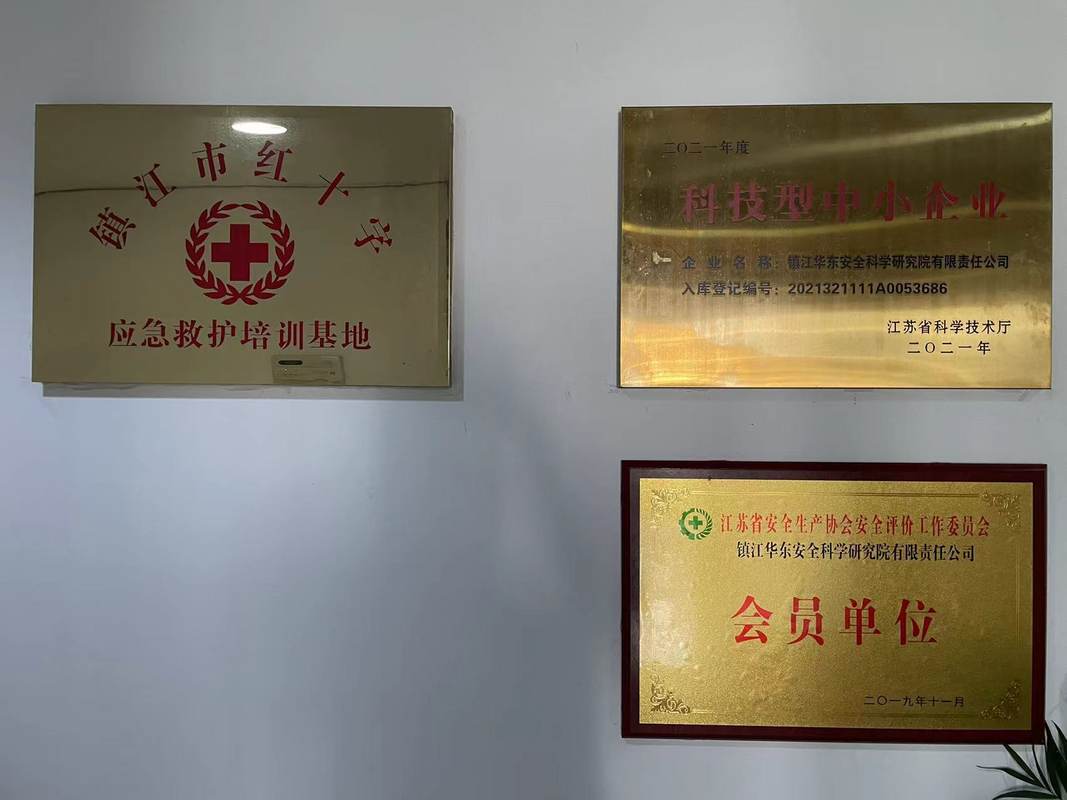 镇江市红十字
应急救护培训基地
二〇二一年度
科技型中小企业
企业名称：镇江华东安全科学研究院有限责任公司
入库登记编号：2021321111A0053686
江苏省科学技术厅
二〇二一年
江苏省安全生产协会安全评价工作委员会
镇江华东安全科学研究院有限责任公司
会员单位
二〇一九年十一月